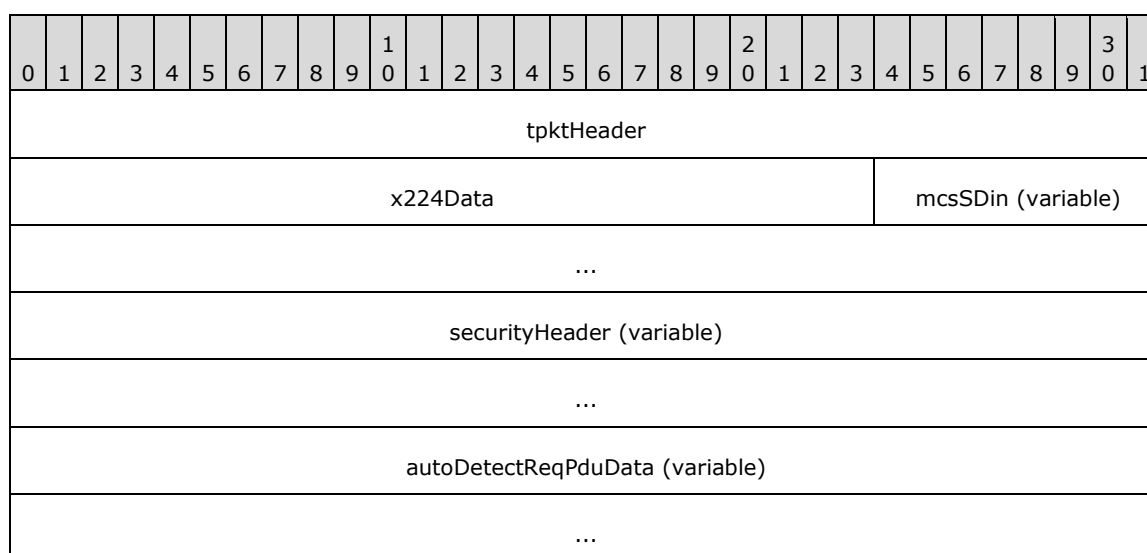 1 2 3
0 1 2 3 4 5 6 7 8 9 0 1 2 3 4 5 6 7 8 9 0 1 2 3 4 5 6 7 8 9 0 1
tpktHeader
x224Data mcsSDin (variable)
...
securityHeader (variable)
...
autoDetectReqPduData (variable)
...